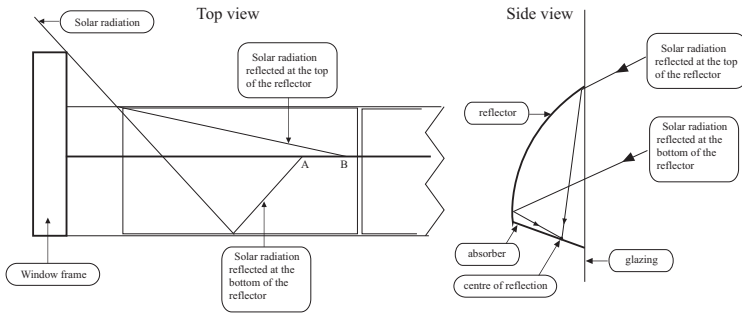 Top view
Side view
Solar radiation
Solar radiation
reflected at the top
of the reflector
A
B
Solar radiation
reflected at the
bottom of the
reflector
Window frame
Solar radiation
reflected at the top
of the reflector
reflector
Solar radiation
reflected at the
bottom of the
reflector
absorber
glazing
centre of reflection